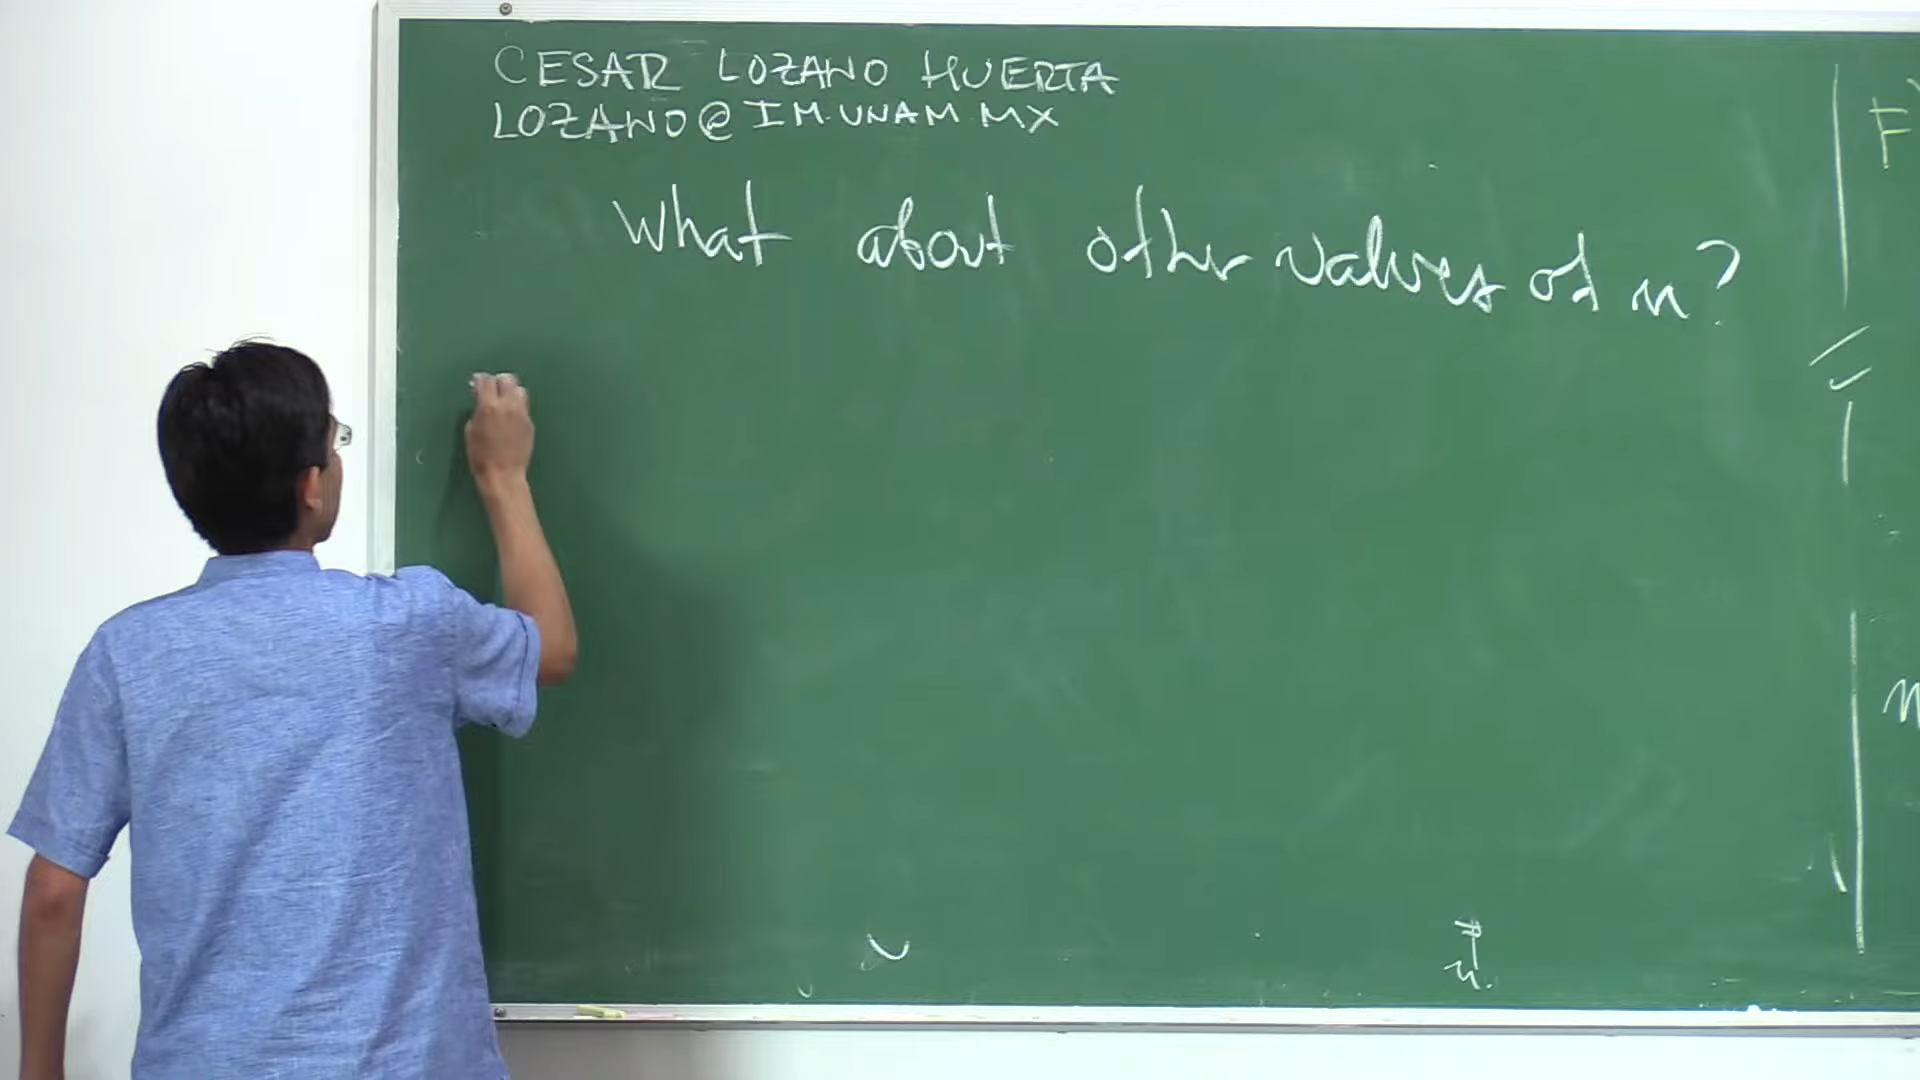 CESAR LOZANO HUERTA
LOZANO@IM.UNAM.MX
What about other values of n?
F
n